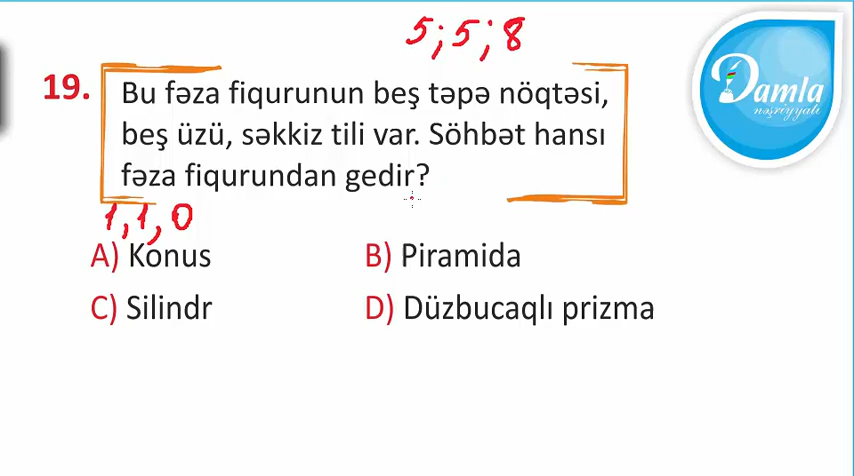 5; 5; 8
19. Bu fəza fiqurunun beş təpə nöqtəsi,
beş üzü, səkkiz tili var. Söhbət hansı
fəza fiqurundan gedir?
1, 1, 0
A) Konus B) Piramida
C) Silindr D) Düzbucaqlı prizma
Damla
nəşriyyatı